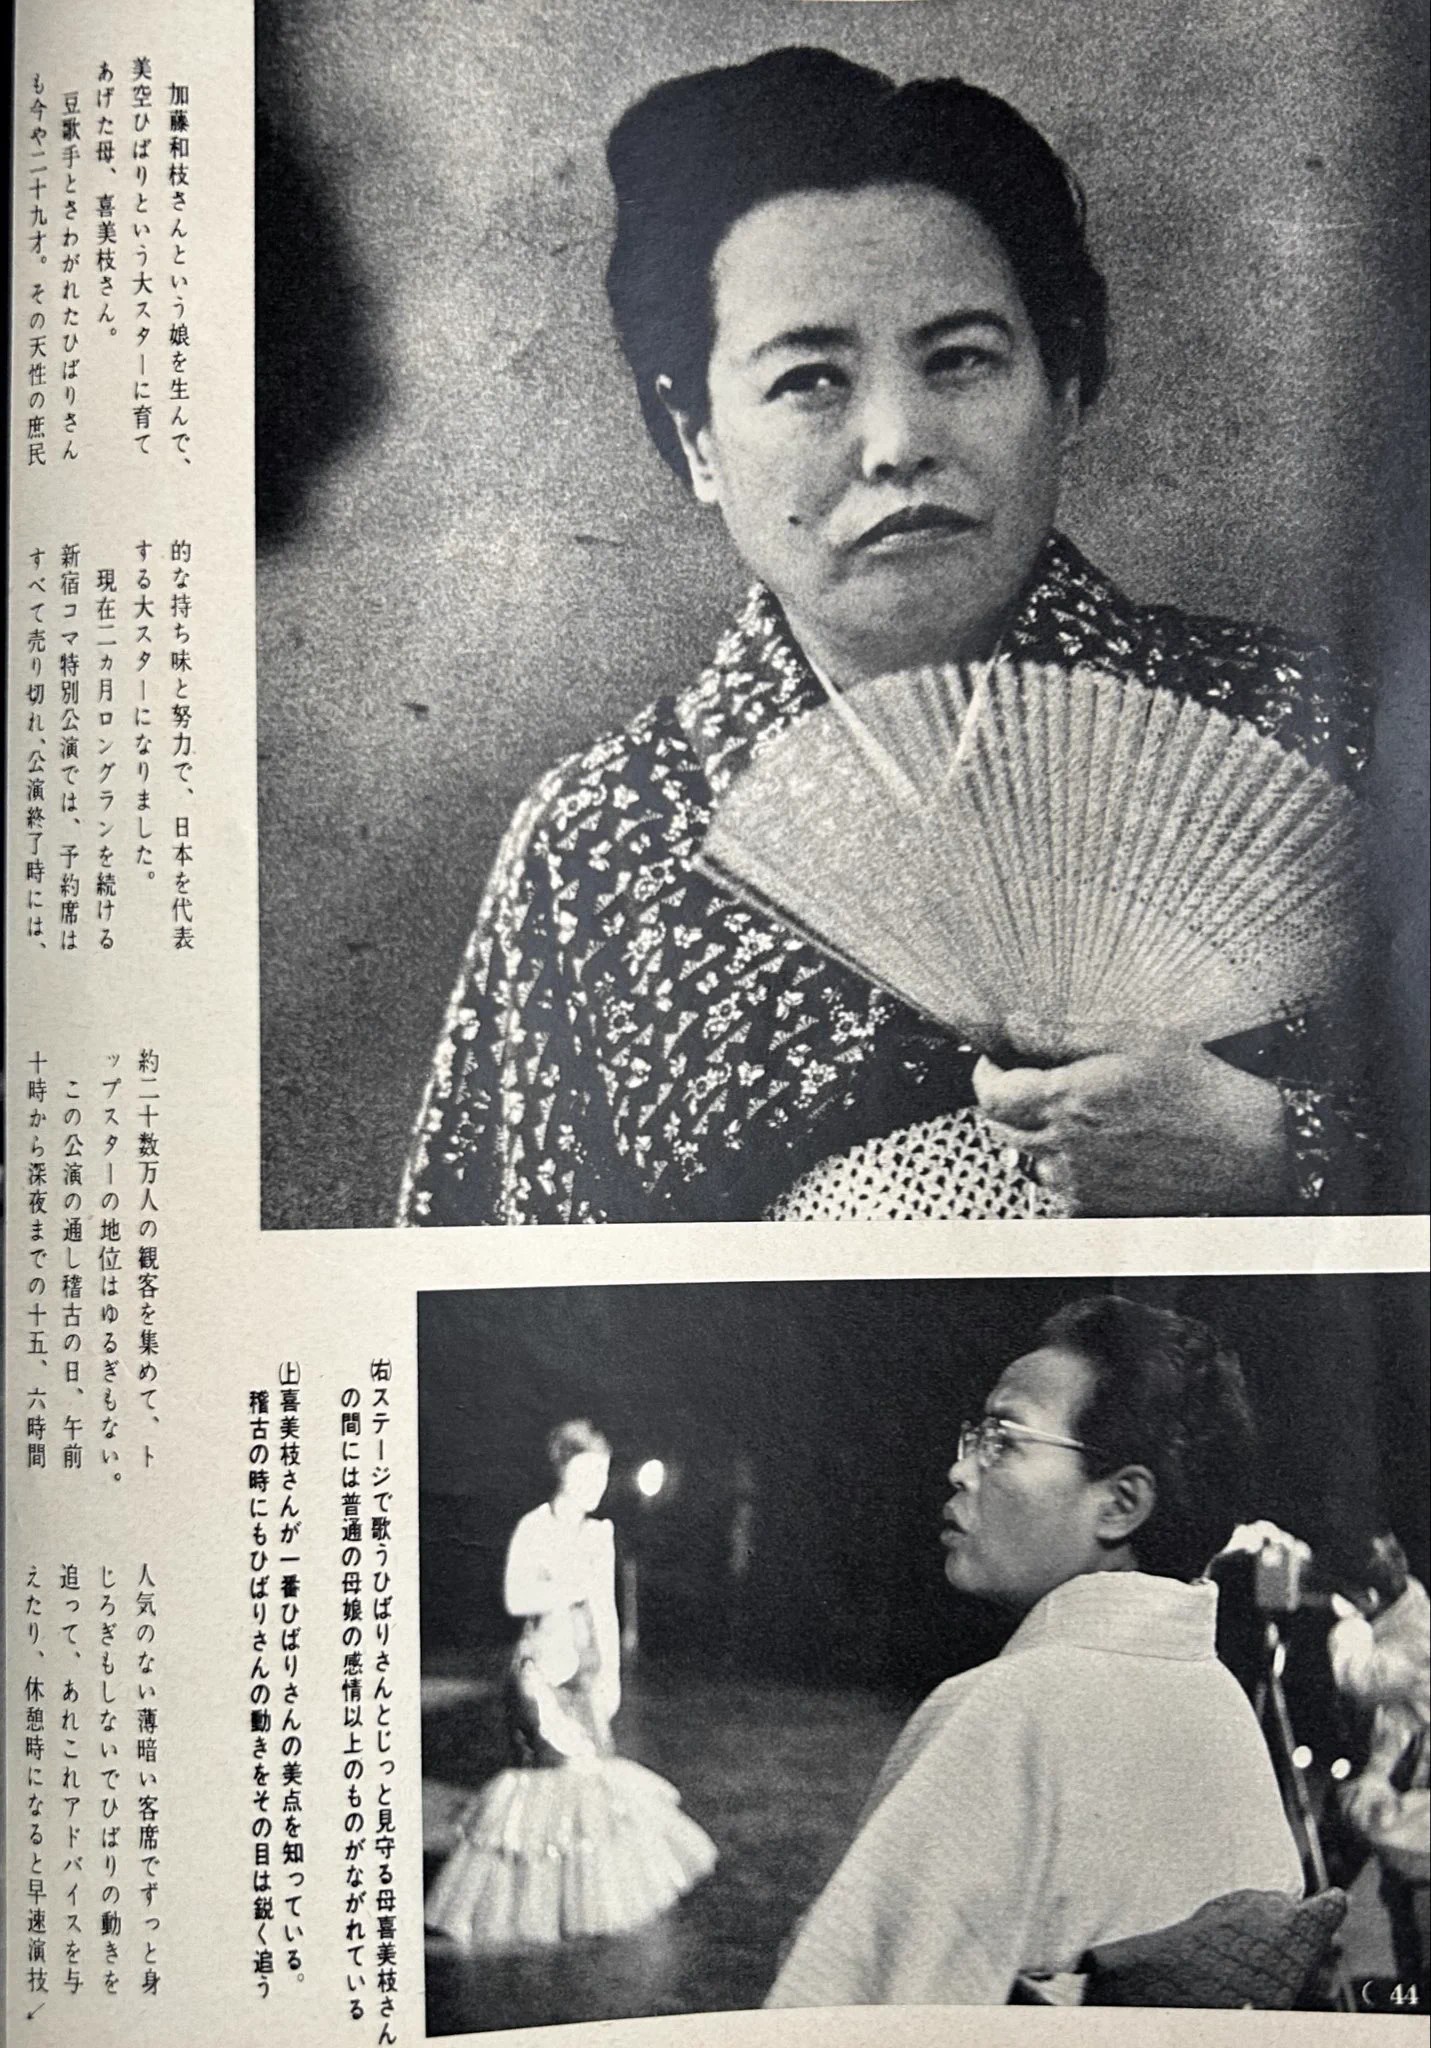 加藤和枝さんという娘を生んで、
美空ひばりという大スターに育て
あげた母、喜美枝さん。
豆歌手とさわがれたひばりさん
も今や二十九才。その天性の庶民
的な持ち味と努力で、日本を代表
する大スターになりました。
現在二カ月ロングランを続ける
新宿コマ特別公演では、予約席は
すべて売り切れ、公演終了時には、
約二十数万人の観客を集めて、ト
ップスターの地位はゆるぎもない。
この公演の通し稽古の日、午前
十時から深夜までの十五、六時間
人気のない薄暗い客席でずっと身
じろぎもしないでひばりの動きを
追って、あれこれアドバイスを与
えたり、休憩時になると早速演技↙
㊨ステージで歌うひばりさんとじっと見守る母喜美枝さん
の間には普通の母娘の感情以上のものがながれている
㊤喜美枝さんが一番ひばりさんの美点を知っている。
稽古の時にもひばりさんの動きをその目は鋭く追う
( 44